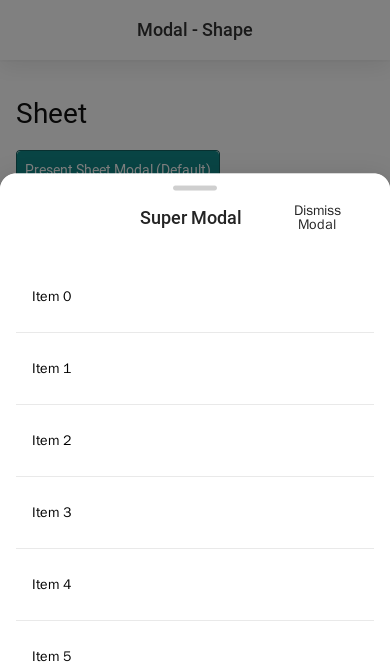 Modal - Shape
Sheet
Present Sheet Modal (Default)
Super Modal
Dismiss
Modal
Item 0
Item 1
Item 2
Item 3
Item 4
Item 5